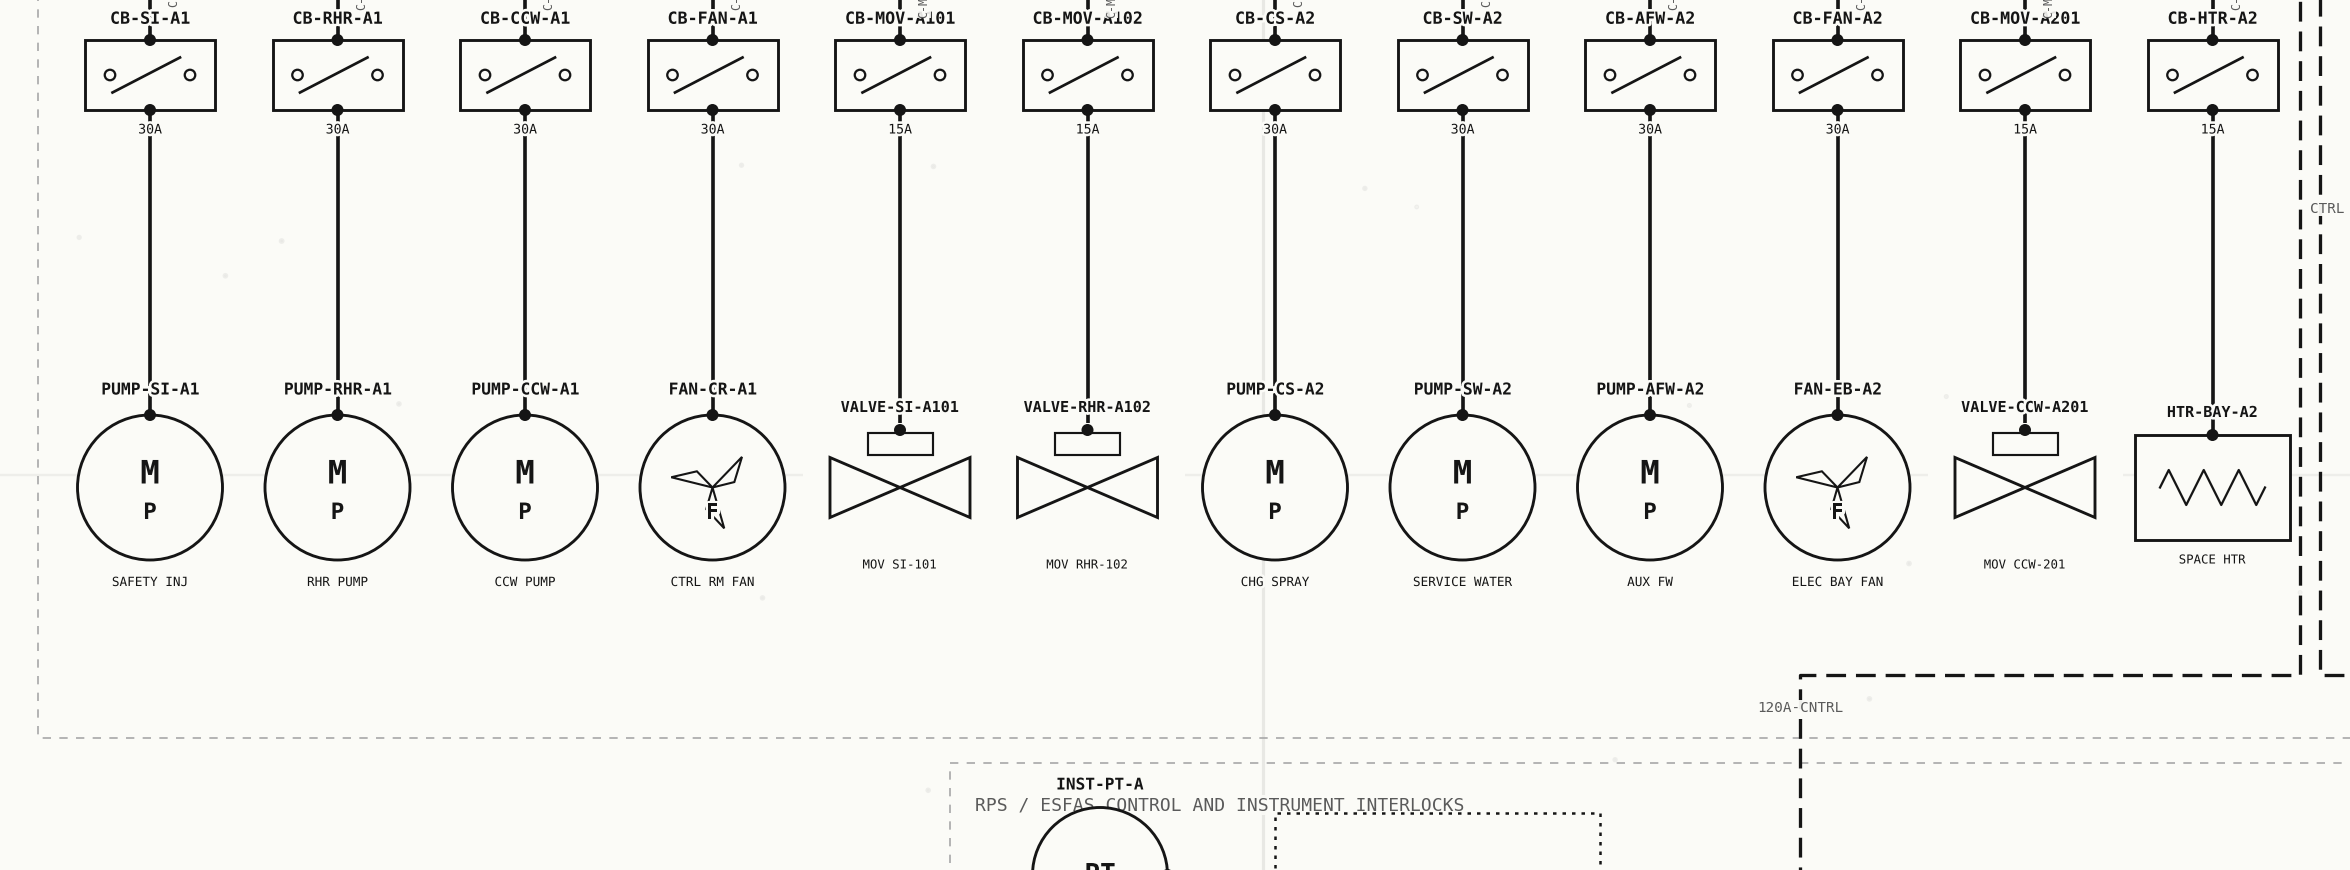 CB-SI-A1 CB-RHR-A1 CB-CCW-A1 CB-FAN-A1 CB-MOV-A101 CB-MOV-A102 CB-CS-A2 CB-SW-A2 CB-AFW-A2 CB-FAN-A2 CB-MOV-A201 CB-HTR-A2
30A 30A 30A 30A 15A 15A 30A 30A 30A 30A 15A 15A
CTRL
PUMP-SI-A1 PUMP-RHR-A1 PUMP-CCW-A1 FAN-CR-A1 VALVE-SI-A101 VALVE-RHR-A102 PUMP-CS-A2 PUMP-SW-A2 PUMP-AFW-A2 FAN-EB-A2 VALVE-CCW-A201 HTR-BAY-A2
M M M M M M
P P P F P P P F
SAFETY INJ RHR PUMP CCW PUMP CTRL RM FAN MOV SI-101 MOV RHR-102 CHG SPRAY SERVICE WATER AUX FW ELEC BAY FAN MOV CCW-201 SPACE HTR
120A-CNTRL
INST-PT-A
RPS / ESFAS CONTROL AND INSTRUMENT INTERLOCKS
PT